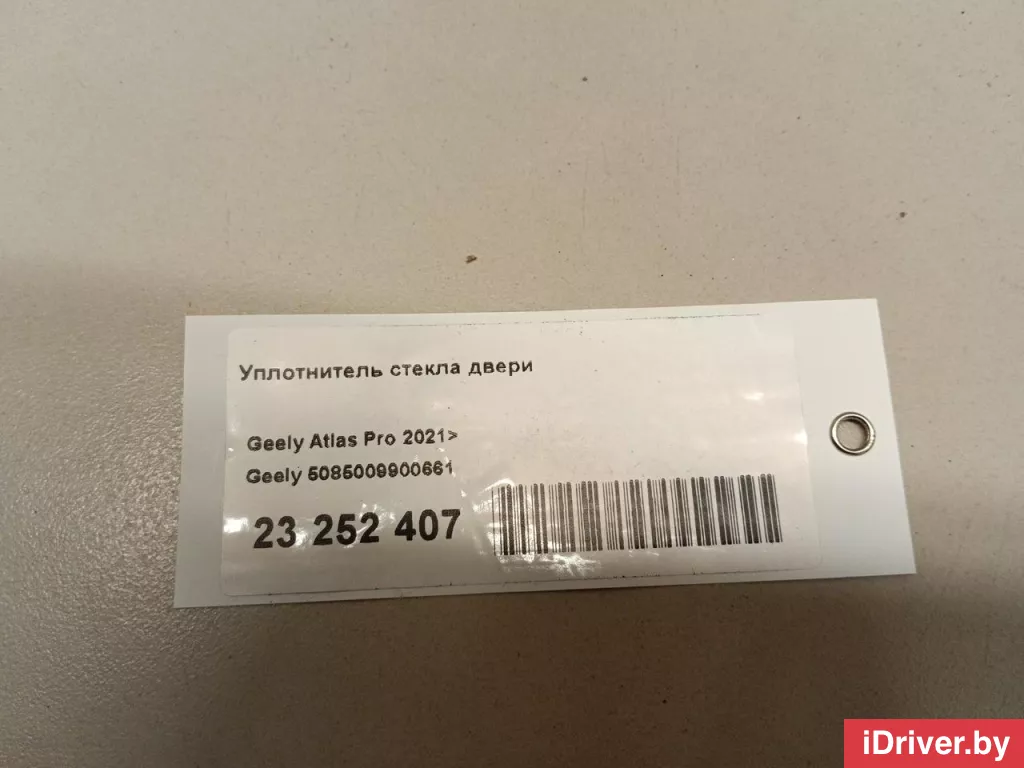 Уплотнитель стекла двери
Geely Atlas Pro 2021>
Geely 5085009900661
23 252 407
iDriver.by